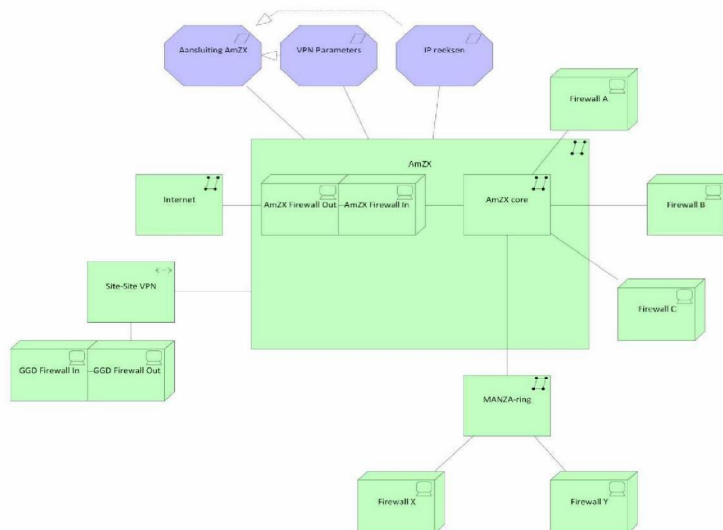 Aansluiting AmZX
VPN Parameters
IP reeksen
Firewall A
AmZX
Internet
AmZX Firewall Out
AmZX Firewall In
AmZX core
Firewall B
Site-Site VPN
Firewall C
GGD Firewall In
GGD Firewall Out
MANZA-ring
Firewall X
Firewall Y